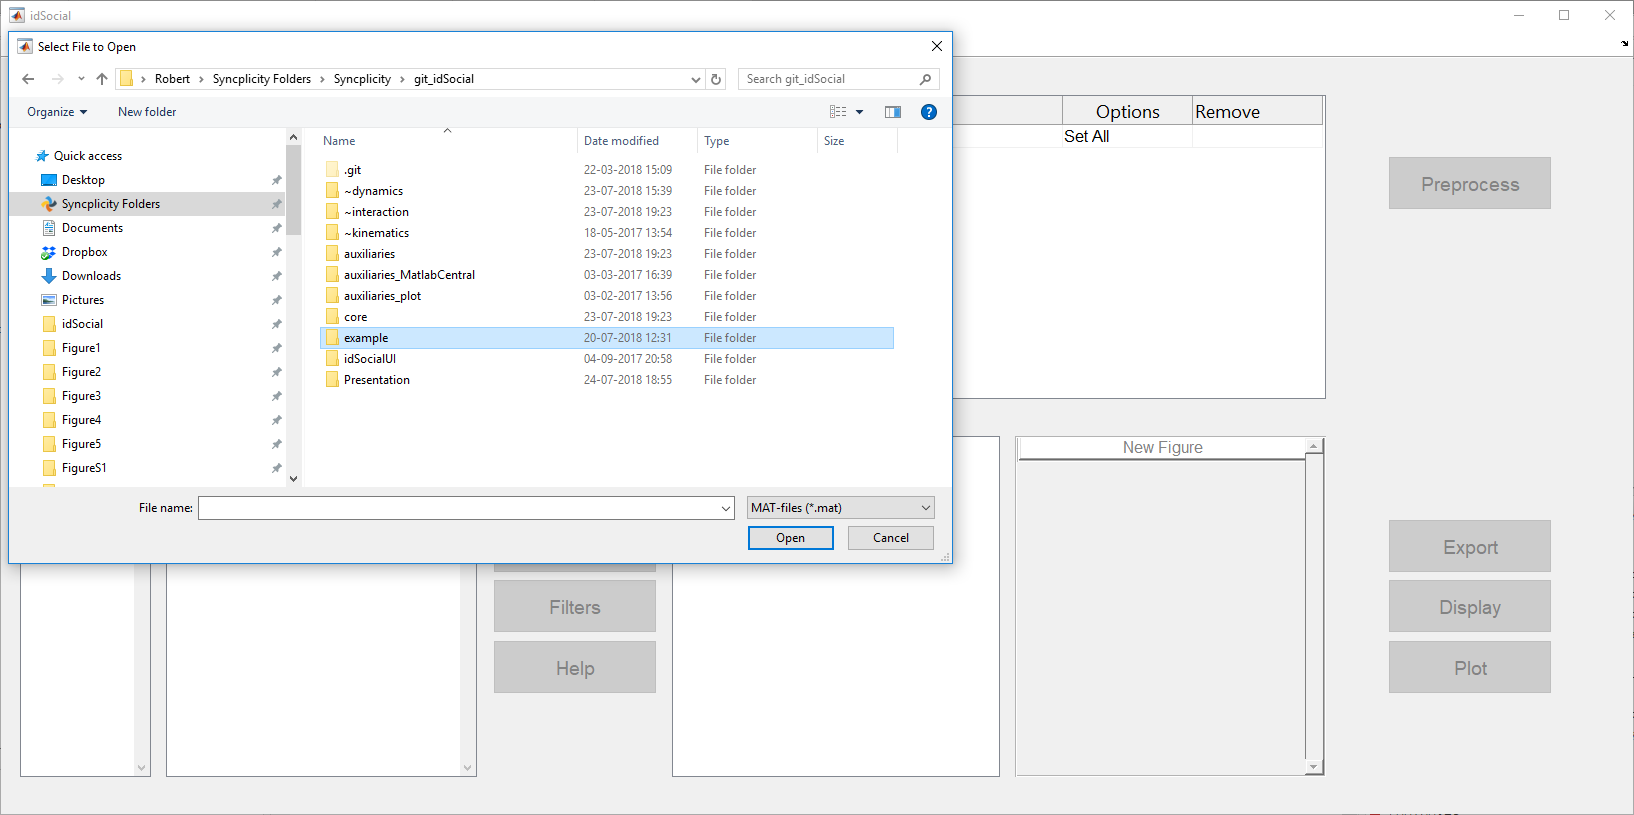 idSocial
Select File to Open
Robert > Syncplicity Folders > Syncplicity > git_idSocial
Search git_idSocial
Organize
New folder
Name Date modified Type Size
Quick access
Desktop
Syncplicity Folders
Documents
Dropbox
Downloads
Pictures
idSocial
Figure1
Figure2
Figure3
Figure4
Figure5
FigureS1
.git 22-03-2018 15:09 File folder
~dynamics 23-07-2018 15:39 File folder
~interaction 23-07-2018 19:23 File folder
~kinematics 18-05-2017 13:54 File folder
auxiliaries 23-07-2018 19:23 File folder
auxiliaries_MatlabCentral 03-03-2017 16:39 File folder
auxiliaries_plot 03-02-2017 13:56 File folder
core 23-07-2018 19:23 File folder
example 20-07-2018 12:31 File folder
idSocialUI 04-09-2017 20:58 File folder
Presentation 24-07-2018 18:55 File folder
File name:
MAT-files (*.mat)
Open
Cancel
Options Remove
Set All
Preprocess
New Figure
Filters
Help
Export
Display
Plot